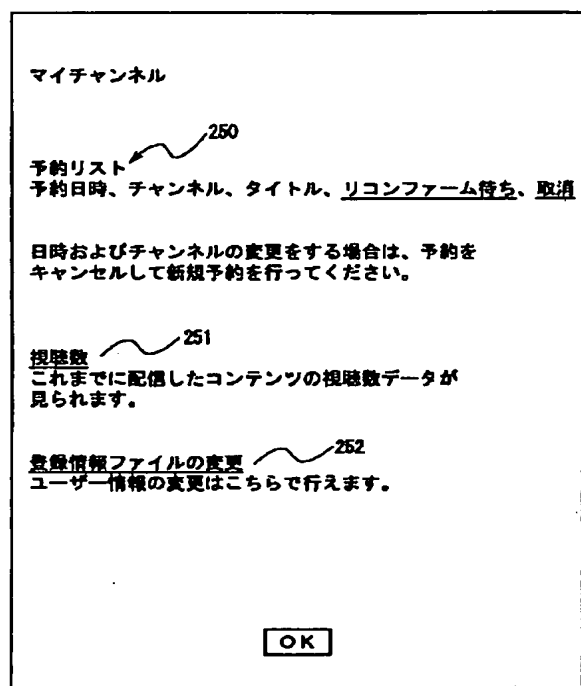 マイチャンネル
250
予約リスト
予約日時、チャンネル、タイトル、リコンファーム待ち、取消
日時およびチャンネルの変更をする場合は、予約を
キャンセルして新規予約を行ってください。
251
視聴数
これまでに配信したコンテンツの視聴数データが
見られます。
252
登録情報ファイルの変更
ユーザー情報の変更はこちらで行えます。
OK